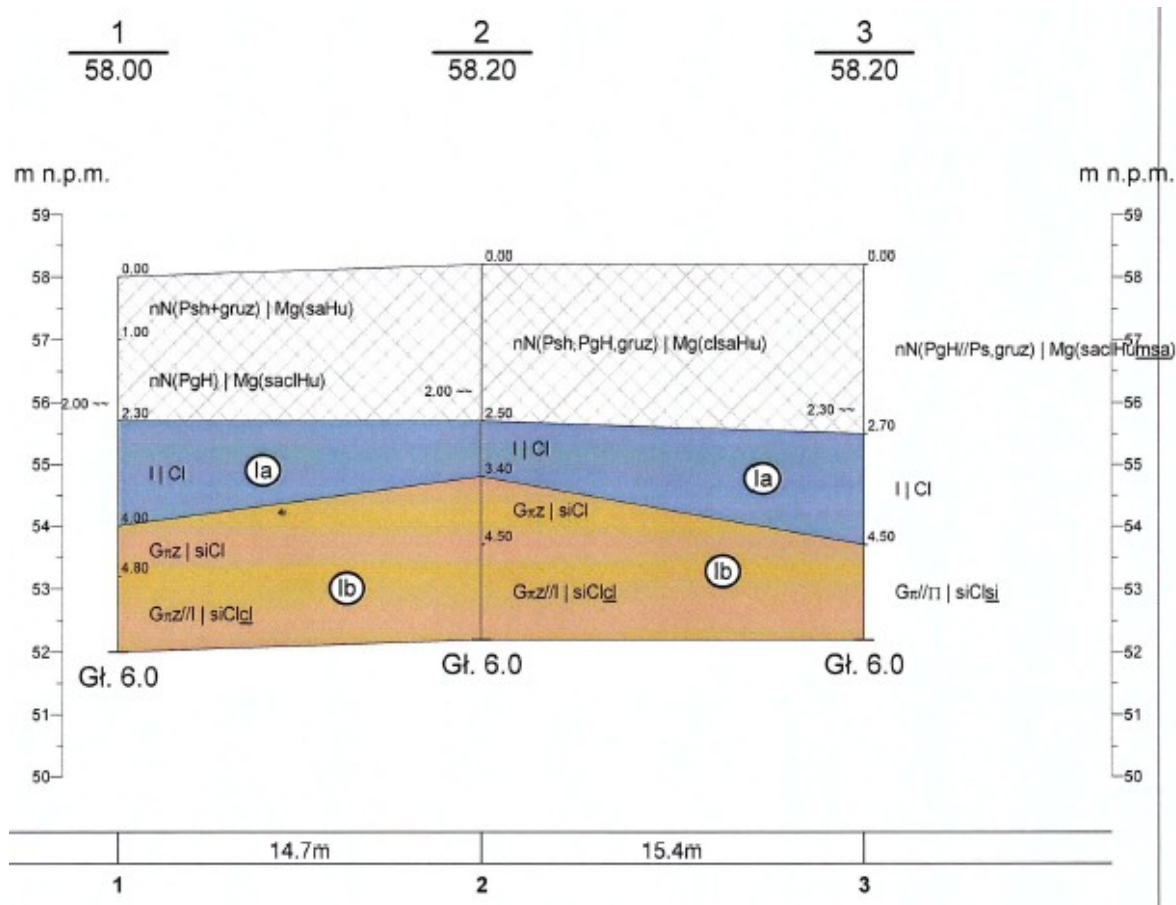 1 2 3
58.00 58.20 58.20
m n.p.m. m n.p.m.
59 59
0.00 0.00
58 0.00 58
nN(Psh+gruz) | Mg(saHu)
1.00
57 nN(Psh,PgH,gruz) | Mg(clsaHu) nN(PgH//Ps,gruz) | Mg(saclHumsa) 57
nN(PgH) | Mg(saclHu)
2.00 ~~
56 2.00 ~~ 2.30 ~~ 56
2.30 2.50 2.70
I | Cl
55 I | Cl Ia 3.40 Ia I | Cl 55
4.00 Gπz | siCl
54 4.50 4.50 54
Gπz | siCl
4.80
53 Ib Gπz//I | siClcl Ib Gπ//Π | siClsi 53
Gπz//I | siClcl
52 52
Gł. 6.0 Gł. 6.0 Gł. 6.0
51 51
50 50
14.7m 15.4m
1 2 3